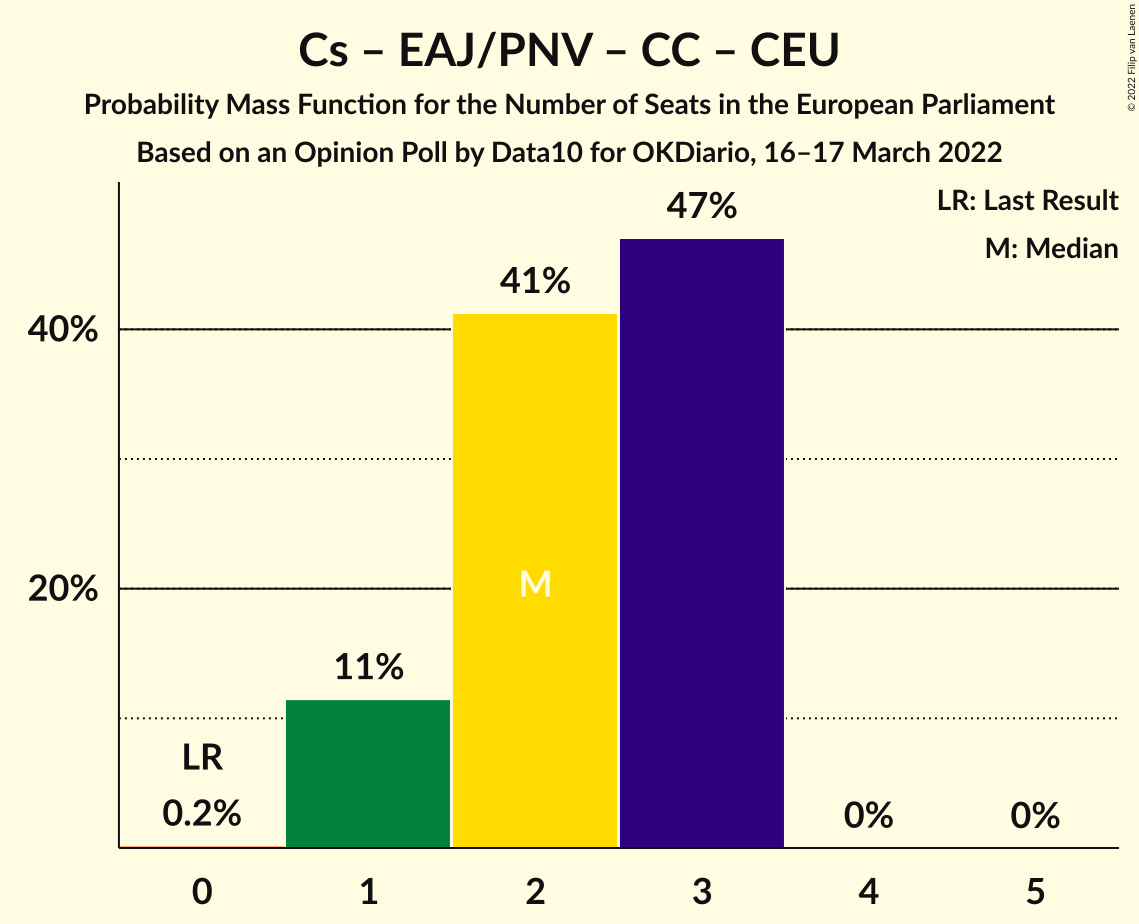 Cs – EAJ/PNV – CC – CEU
Probability Mass Function for the Number of Seats in the European Parliament
Based on an Opinion Poll by Data10 for OKDiario, 16–17 March 2022
© 2022 Filip van Laenen
LR: Last Result
M: Median
47%
41%
40%
M
20%
11%
LR
0.2%
0%
0%
0 1 2 3 4 5